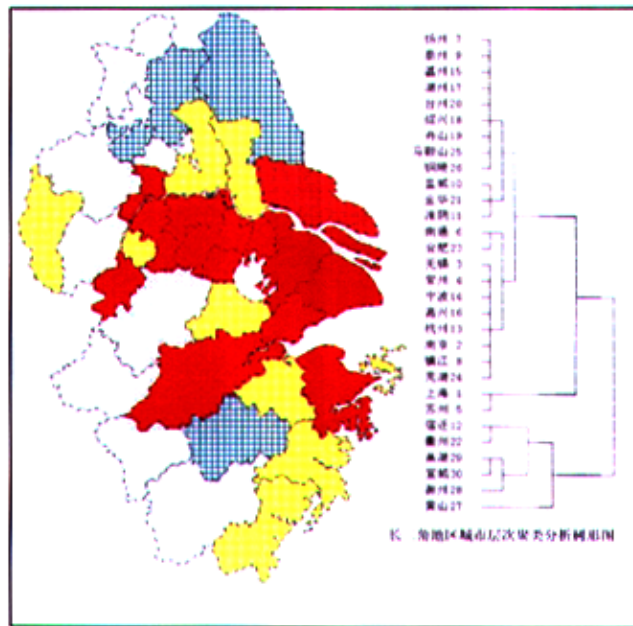 扬州 7
泰州 9
温州 15
湖州 17
台州 20
绍兴 18
舟山 19
马鞍山 25
铜陵 26
盐城 10
金华 21
淮阴 11
南通 6
合肥 23
无锡 3
常州 4
宁波 14
嘉兴 16
杭州 13
南京 2
镇江 8
芜湖 24
上海 1
苏州 5
宿迁 12
衢州 22
巢湖 29
宣城 30
滁州 28
黄山 27
长三角地区城市层次聚类分析树形图